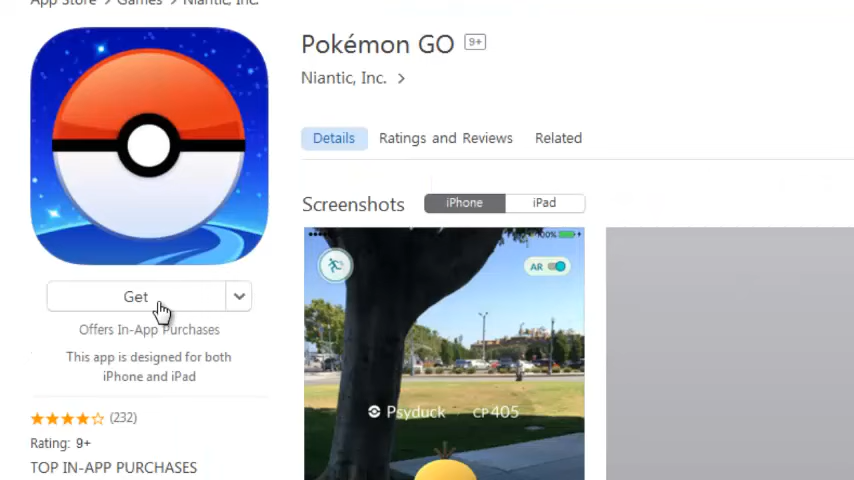 App Store > Games > Niantic, Inc.
Pokémon GO 9+
Niantic, Inc. >
Details Ratings and Reviews Related
Screenshots iPhone iPad
100%
AR
Get
Offers In-App Purchases
This app is designed for both
iPhone and iPad
Psyduck CP405
(232)
Rating: 9+
TOP IN-APP PURCHASES